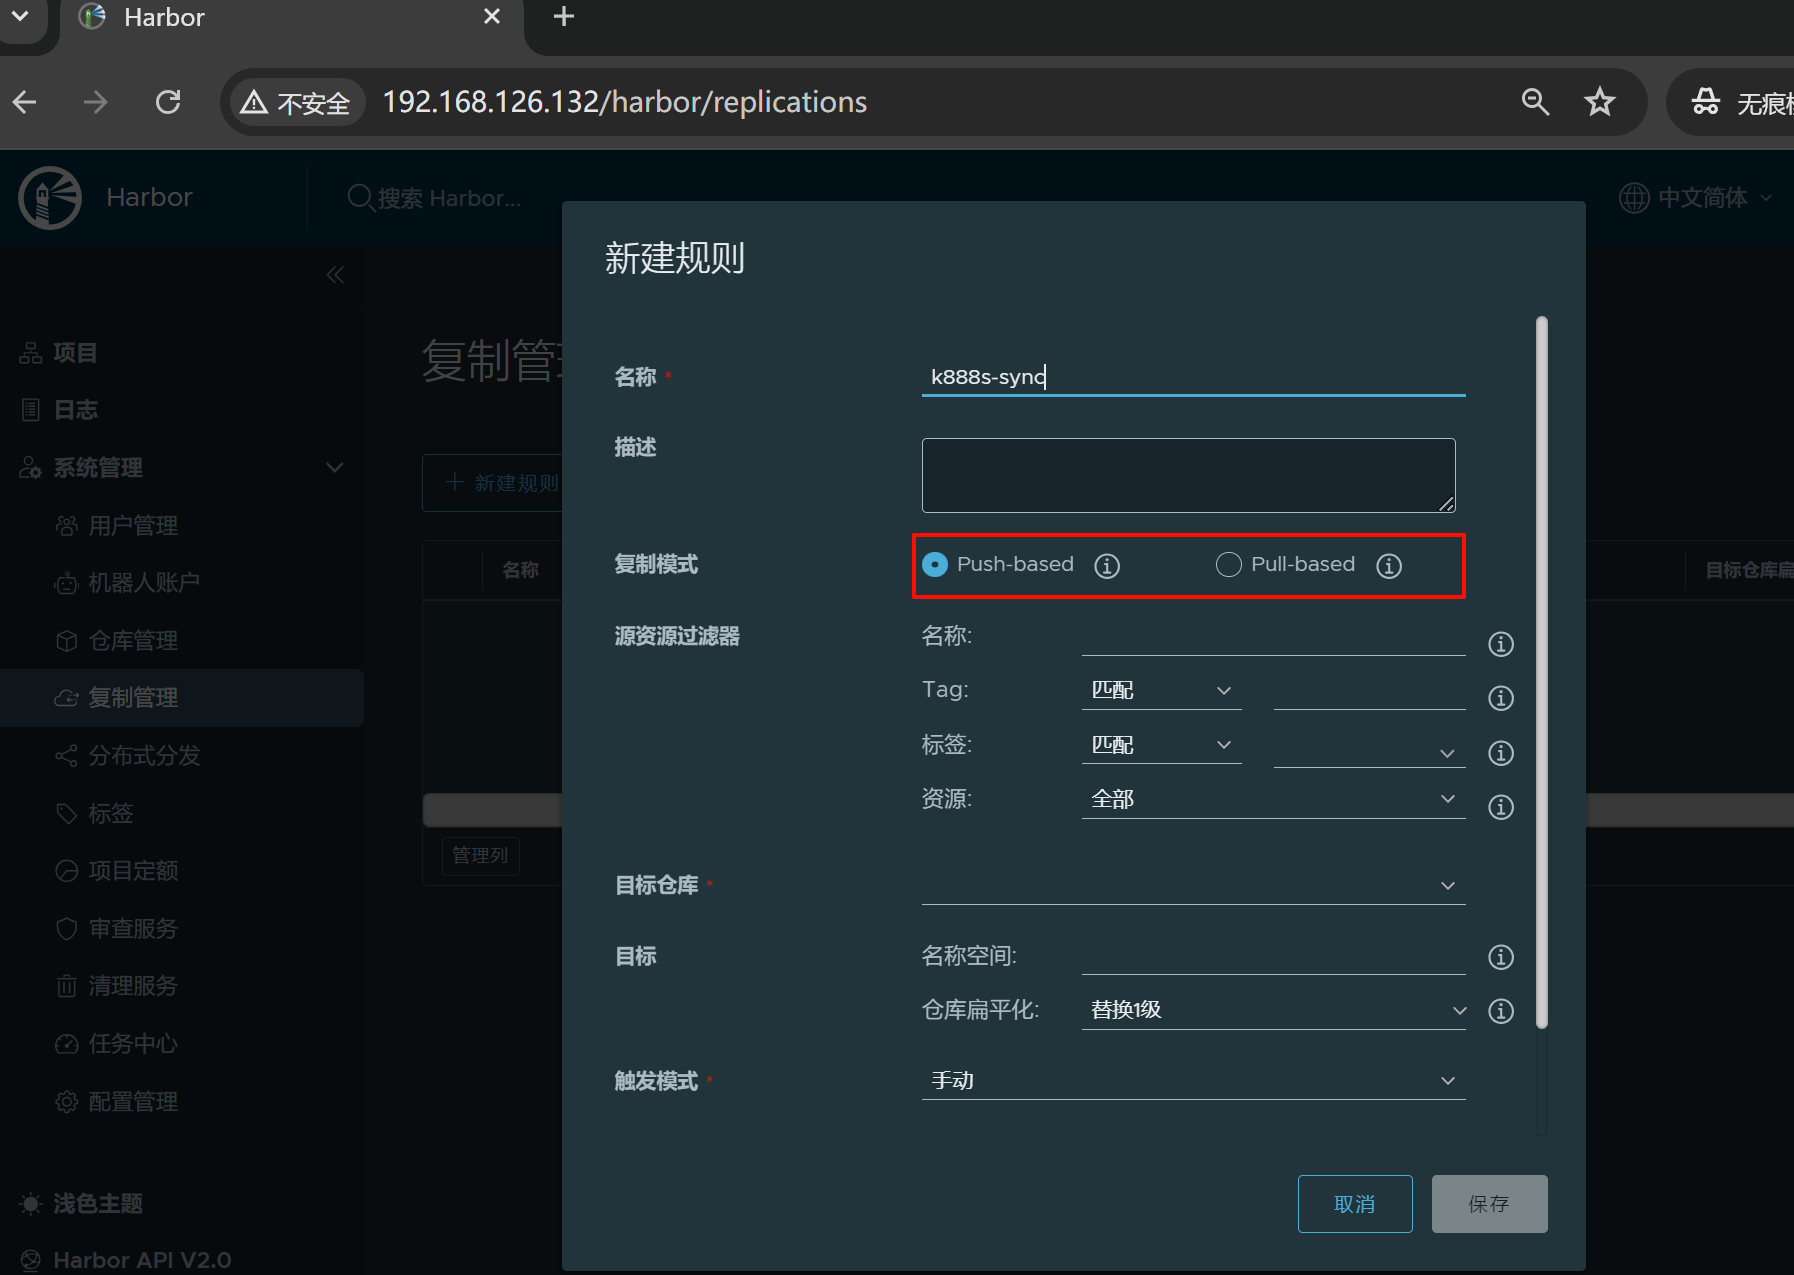 Harbor
不安全
192.168.126.132/harbor/replications
无痕
Harbor
搜索 Harbor...
中文简体
项目
日志
系统管理
用户管理
机器人账户
仓库管理
复制管理
分布式分发
标签
项目定额
审查服务
清理服务
任务中心
配置管理
浅色主题
Harbor API V2.0
复制管
新建规则
名称
目标仓库扁
管理列
新建规则
名称 *
k888s-sync
描述
复制模式
Push-based
Pull-based
源资源过滤器
名称:
Tag:
匹配
标签:
匹配
资源:
全部
目标仓库 *
目标
名称空间:
仓库扁平化:
替换1级
触发模式 *
手动
取消
保存